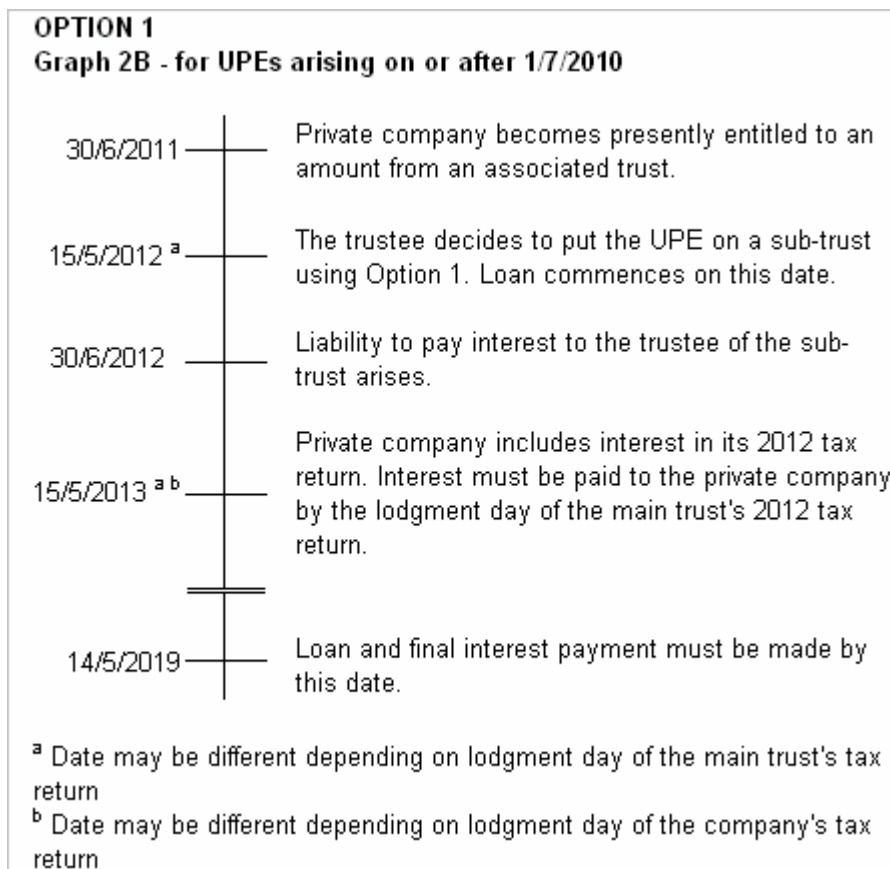 OPTION 1
Graph 2B - for UPEs arising on or after 1/7/2010
30/6/2011
Private company becomes presently entitled to an
amount from an associated trust.
15/5/2012 a
The trustee decides to put the UPE on a sub-trust
using Option 1. Loan commences on this date.
30/6/2012
Liability to pay interest to the trustee of the sub-
trust arises.
15/5/2013 a b
Private company includes interest in its 2012 tax
return. Interest must be paid to the private company
by the lodgment day of the main trust's 2012 tax
return.
14/5/2019
Loan and final interest payment must be made by
this date.
a Date may be different depending on lodgment day of the main trust's tax
return
b Date may be different depending on lodgment day of the company's tax
return